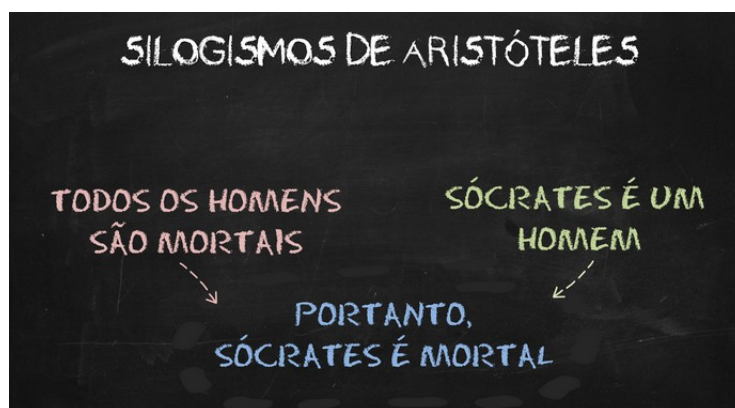 SILOGISMOS DE ARISTÓTELES
TODOS OS HOMENS
SÃO MORTAIS
SÓCRATES É UM
HOMEM
PORTANTO,
SÓCRATES É MORTAL